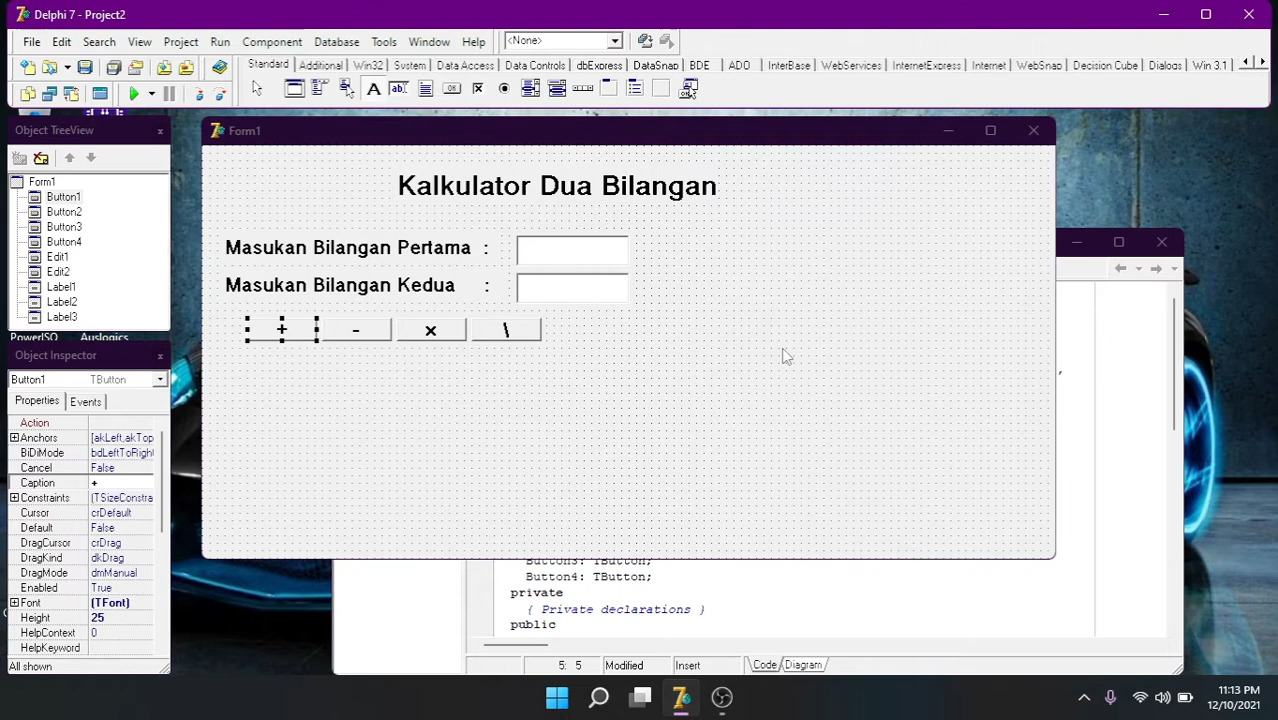 Delphi 7 - Project2
File Edit Search View Project Run Component Database Tools Window Help <None>
Standard Additional Win32 System Data Access Data Controls dbExpress DataSnap BDE ADO InterBase WebServices InternetExpress Internet WebSnap Decision Cube Dialogs Win 3.1
Object TreeView
Form1
Button1
Button2
Button3
Button4
Edit1
Edit2
Label1
Label2
Label3
PowerISO Auslogics
Object Inspector
Button1 TButton
Properties Events
Action
Anchors [akLeft,akTop
BiDiMode bdLeftToRight
Cancel False
Caption +
Constraints (TSizeConstra
Cursor crDefault
Default False
DragCursor crDrag
DragKind dkDrag
DragMode dmManual
Enabled True
Font (TFont)
Height 25
HelpContext 0
HelpKeyword
All shown
Form1
Kalkulator Dua Bilangan
Masukan Bilangan Pertama :
Masukan Bilangan Kedua :
+ - x \
Button3: TButton;
Button4: TButton;
private
{ Private declarations }
public
5: 5 Modified Insert Code Diagram
11:13 PM
12/10/2021